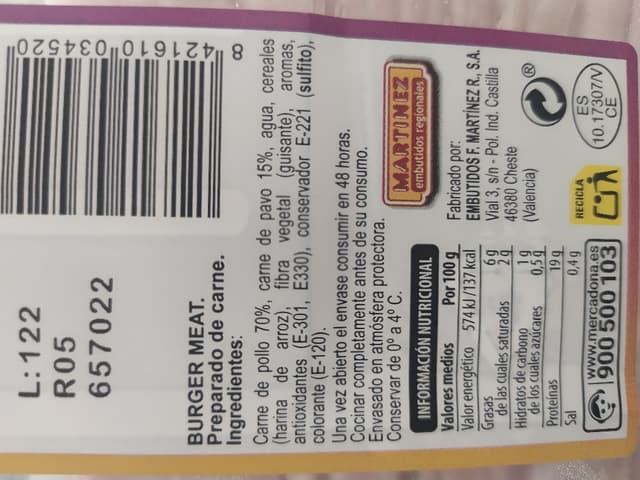 8 421610 034520
L:122
R05
657022
BURGER MEAT.
Preparado de carne.
Ingredientes:
Carne de pollo 70%, carne de pavo 15%, agua, cereales
(harina de arroz), fibra vegetal (guisante), aromas,
antioxidantes (E-301, E330), conservador E-221 (sulfito),
colorante (E-120).
Una vez abierto el envase consumir en 48 horas.
Cocinar completamente antes de su consumo.
Envasado en atmósfera protectora.
Conservar de 0º a 4º C.
INFORMACIÓN NUTRICIONAL
Valores medios Por 100 g
Valor energético 574 kJ/137 kcal
Grasas 6 g
de las cuales saturadas 2 g
Hidratos de carbono 1 g
de los cuales azúcares 0,5 g
Proteínas 19 g
Sal 0,4 g
MARTINEZ
embutidos regionales
Fabricado por:
EMBUTIDOS F. MARTÍNEZ R., S.A.
Vial 3, s/n - Pol. Ind. Castilla
46380 Cheste
(Valencia)
®
ES
10.17307/V
CE
RECICLA
www.mercadona.es
900 500 103